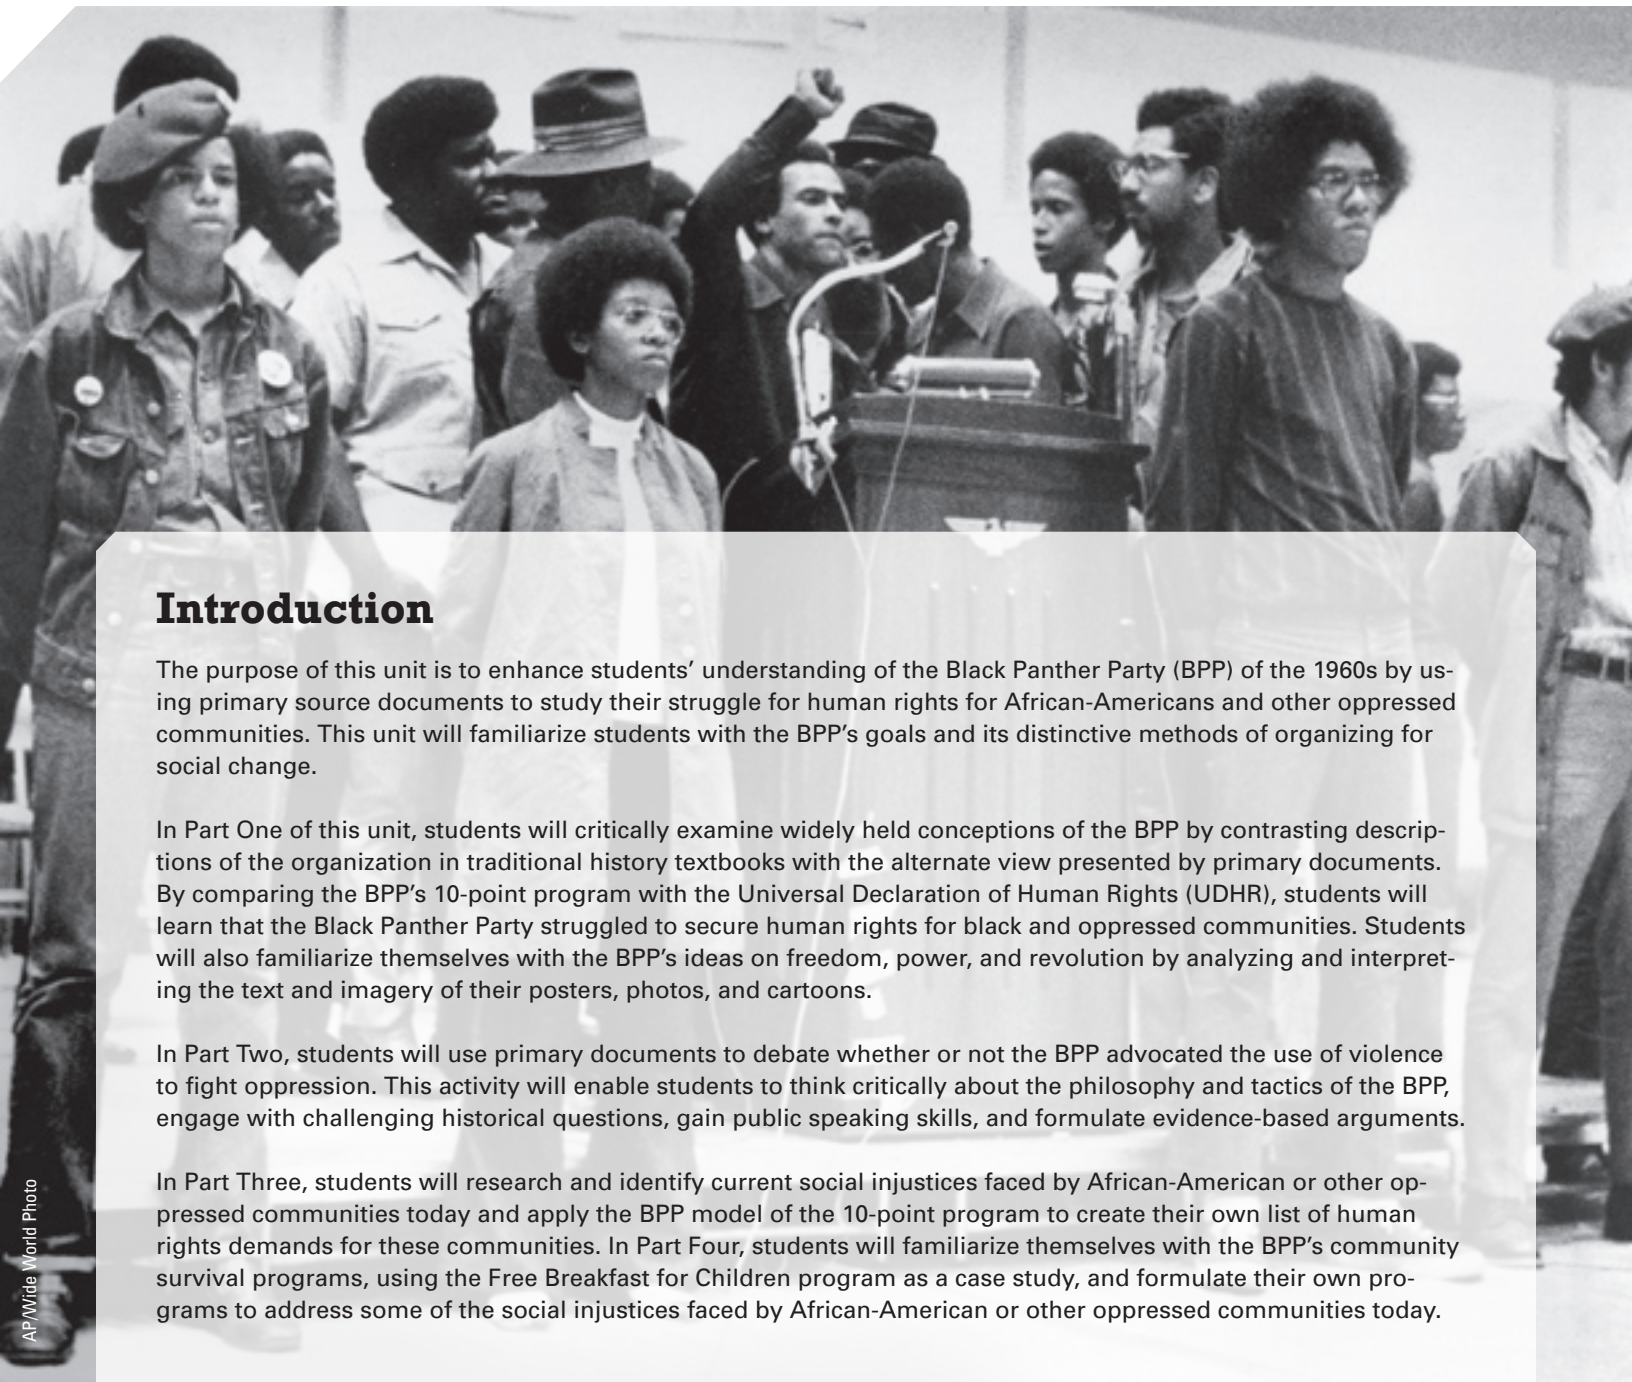 Introduction
The purpose of this unit is to enhance students’ understanding of the Black Panther Party (BPP) of the 1960s by us-
ing primary source documents to study their struggle for human rights for African-Americans and other oppressed
communities. This unit will familiarize students with the BPP’s goals and its distinctive methods of organizing for
social change.
In Part One of this unit, students will critically examine widely held conceptions of the BPP by contrasting descrip-
tions of the organization in traditional history textbooks with the alternate view presented by primary documents.
By comparing the BPP’s 10-point program with the Universal Declaration of Human Rights (UDHR), students will
learn that the Black Panther Party struggled to secure human rights for black and oppressed communities. Students
will also familiarize themselves with the BPP’s ideas on freedom, power, and revolution by analyzing and interpret-
ing the text and imagery of their posters, photos, and cartoons.
In Part Two, students will use primary documents to debate whether or not the BPP advocated the use of violence
to fight oppression. This activity will enable students to think critically about the philosophy and tactics of the BPP,
engage with challenging historical questions, gain public speaking skills, and formulate evidence-based arguments.
In Part Three, students will research and identify current social injustices faced by African-American or other op-
pressed communities today and apply the BPP model of the 10-point program to create their own list of human
rights demands for these communities. In Part Four, students will familiarize themselves with the BPP’s community
survival programs, using the Free Breakfast for Children program as a case study, and formulate their own pro-
grams to address some of the social injustices faced by African-American or other oppressed communities today.
AP/Wide World Photo